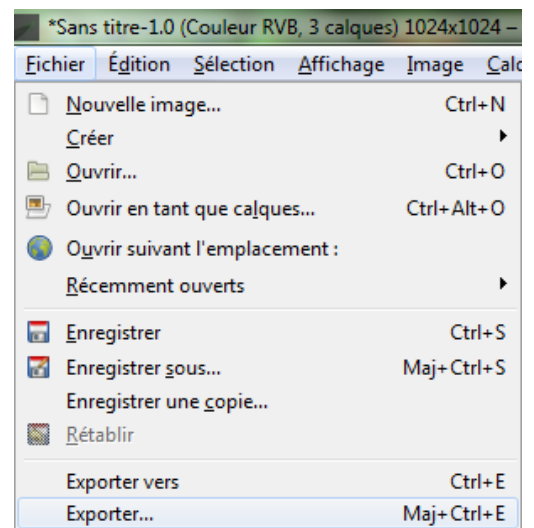 *Sans titre-1.0 (Couleur RVB, 3 calques) 1024x1024 –
Fichier Édition Sélection Affichage Image Calc
Nouvelle image... Ctrl+N
Créer
Ouvrir... Ctrl+O
Ouvrir en tant que calques... Ctrl+Alt+O
Ouvrir suivant l'emplacement :
Récemment ouverts
Enregistrer Ctrl+S
Enregistrer sous... Maj+Ctrl+S
Enregistrer une copie...
Rétablir
Exporter vers Ctrl+E
Exporter... Maj+Ctrl+E